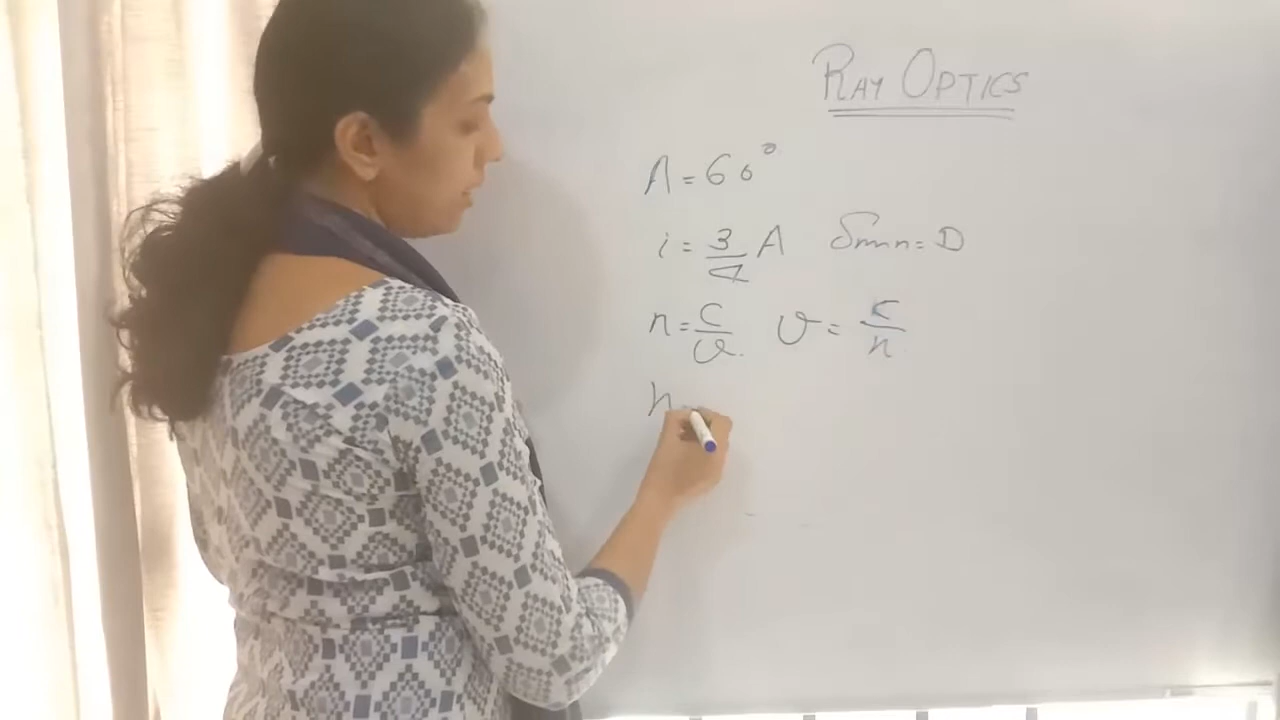 RAY OPTICS
A = 60°
i = 3/4 A δmin = D
n = c/v. v = c/n.
n